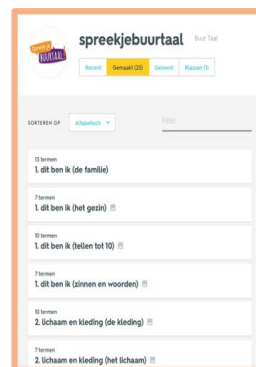 Spreek je
BUURTAAL
spreekjebuurtaal Buur Taal
Recent Gemaakt (25) Geleerd Klassen (1)
SORTEREN OP Alfabetisch Filter
13 termen
1. dit ben ik (de familie)
7 termen
1. dit ben ik (het gezin)
10 termen
1. dit ben ik (tellen tot 10)
7 termen
1. dit ben ik (zinnen en woorden)
10 termen
2. lichaam en kleding (de kleding)
7 termen
2. lichaam en kleding (het lichaam)